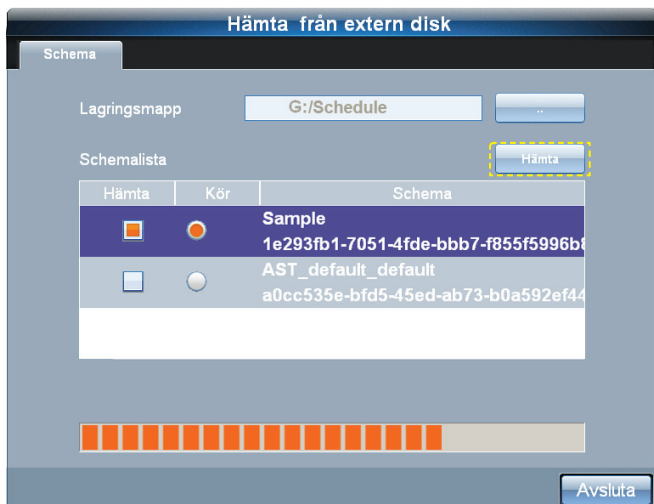 Hämta från extern disk
Schema
Lagringsmapp G:/Schedule ..
Schemalista Hämta
Hämta Kör Schema
Sample
1e293fb1-7051-4fde-bbb7-f855f5996b8
AST_default_default
a0cc535e-bfd5-45ed-ab73-b0a592ef44
Avsluta